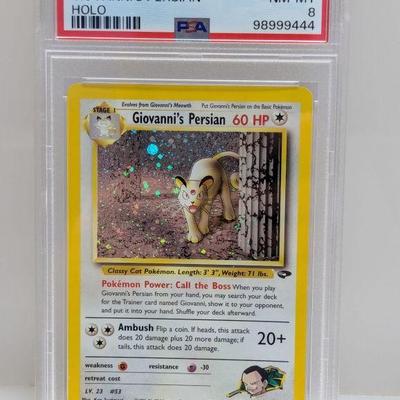 HOLO
NM-MT
8
PSA
98999444
STAGE 1
Evolves from Giovanni's Meowth
Put Giovanni's Persian on the Basic Pokémon
Giovanni's Persian 60 HP
Classy Cat Pokémon. Length: 3' 3", Weight: 71 lbs.
Pokémon Power: Call the Boss When you play
Giovanni's Persian from your hand, you may search your deck
for the Trainer card named Giovanni, show it to your opponent,
and put it into your hand. Shuffle your deck afterward.
Ambush Flip a coin. If heads, this attack
does 20 damage plus 20 more damage; if
tails, this attack does 20 damage.
20+
weakness
resistance
-30
retreat cost
LV. 23 #53